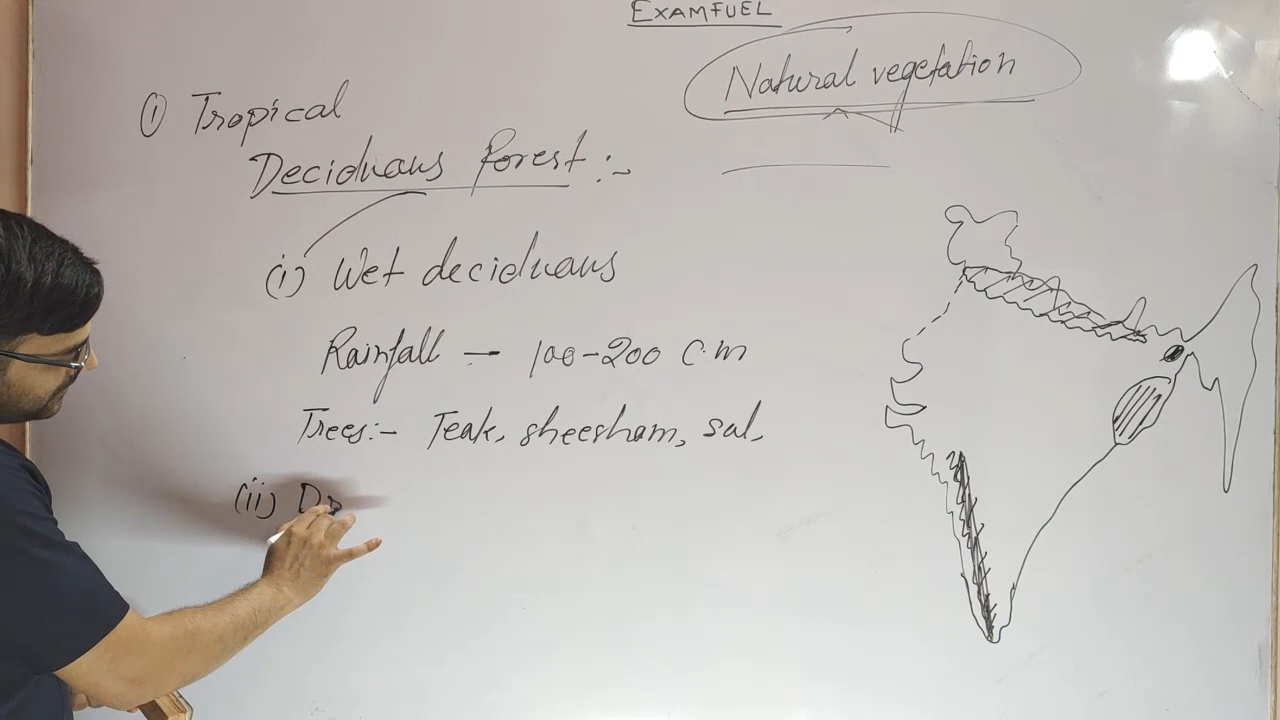 EXAMFUEL
Natural vegetation
① Tropical
Deciduous forest :-
(i) Wet deciduous
Rainfall — 100-200 C.m
Trees:- Teak, sheesham, sal,
(ii) D